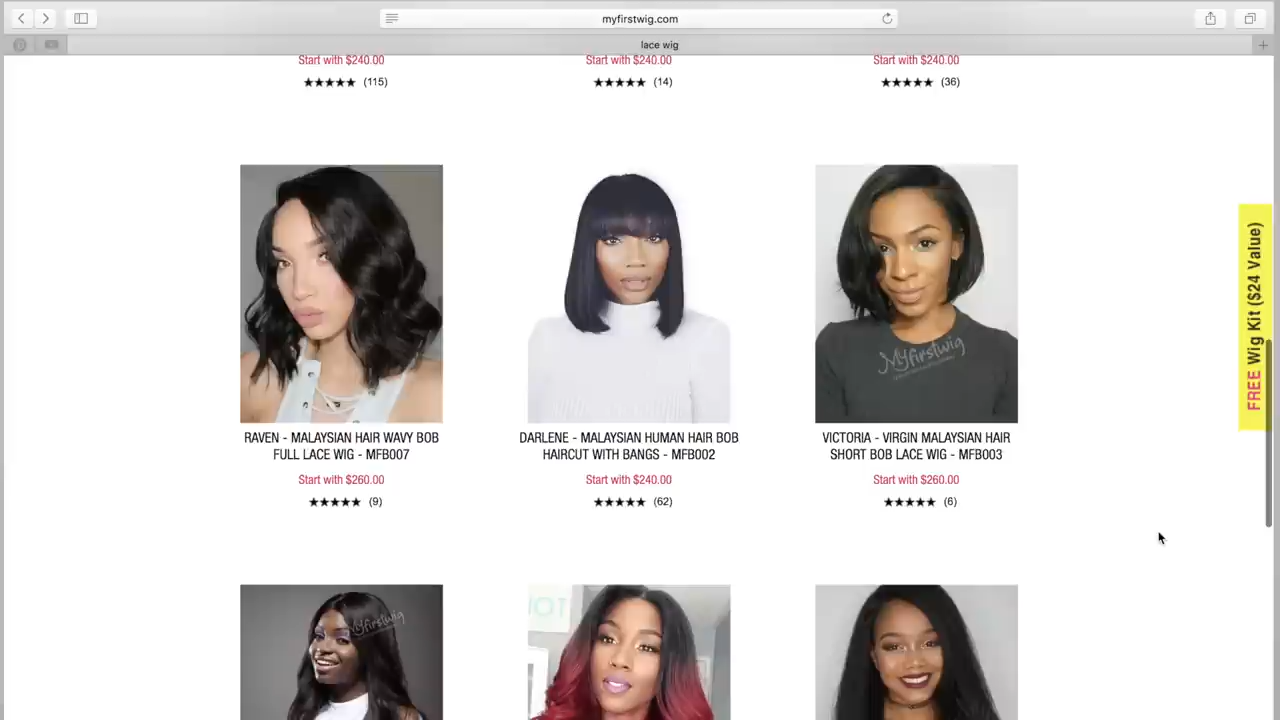 myfirstwig.com
lace wig
Start with $240.00
Start with $240.00
Start with $240.00
★★★★★ (115)
★★★★★ (14)
★★★★★ (36)
Myfirstwig
RAVEN - MALAYSIAN HAIR WAVY BOB
FULL LACE WIG - MFB007
Start with $260.00
★★★★★ (9)
DARLENE - MALAYSIAN HUMAN HAIR BOB
HAIRCUT WITH BANGS - MFB002
Start with $240.00
★★★★★ (62)
VICTORIA - VIRGIN MALAYSIAN HAIR
SHORT BOB LACE WIG - MFB003
Start with $260.00
★★★★★ (6)
FREE Wig Kit ($24 Value)
Myfirstwig